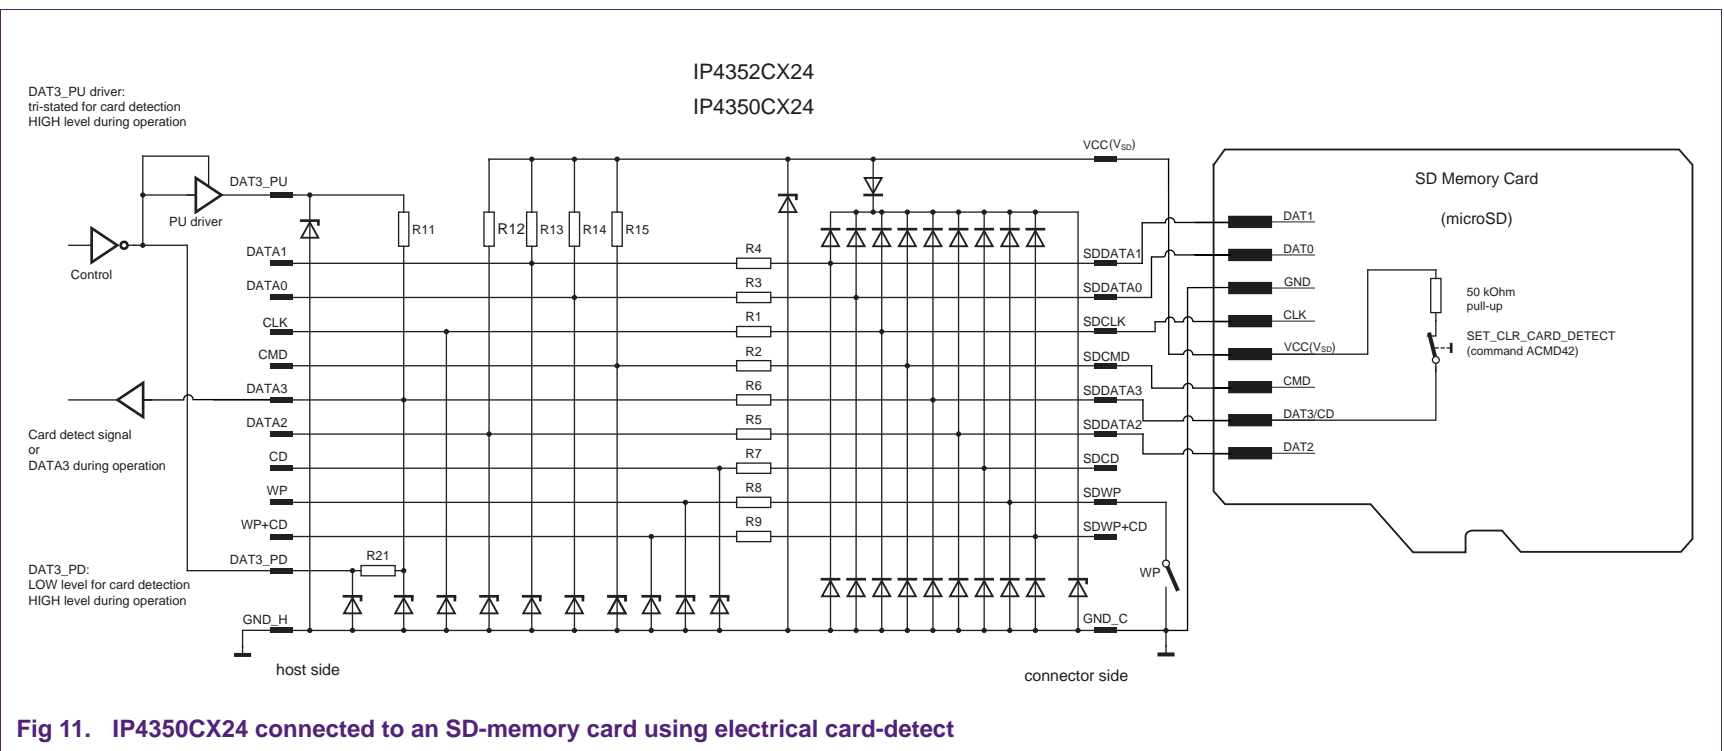 IP4352CX24
IP4350CX24
DAT3_PU driver:
tri-stated for card detection
HIGH level during operation
VCC(VSD)
SD Memory Card
(microSD)
DAT3_PU
PU driver
R11
R12
R13
R14
R15
Control
DATA1
R4
SDDATA1
DAT1
DATA0
R3
SDDATA0
DAT0
CLK
R1
SDCLK
GND
CMD
R2
SDCMD
CLK
DATA3
R6
SDDATA3
VCC(VSD)
DATA2
R5
SDDATA2
CMD
CD
R7
SDCD
DAT3/CD
WP
R8
SDWP
DAT2
WP+CD
R9
SDWP+CD
50 kOhm
pull-up
SET_CLR_CARD_DETECT
(command ACMD42)
Card detect signal
or
DATA3 during operation
DAT3_PD
R21
WP
DAT3_PD:
LOW level for card detection
HIGH level during operation
GND_H
GND_C
host side
connector side
Fig 11. IP4350CX24 connected to an SD-memory card using electrical card-detect